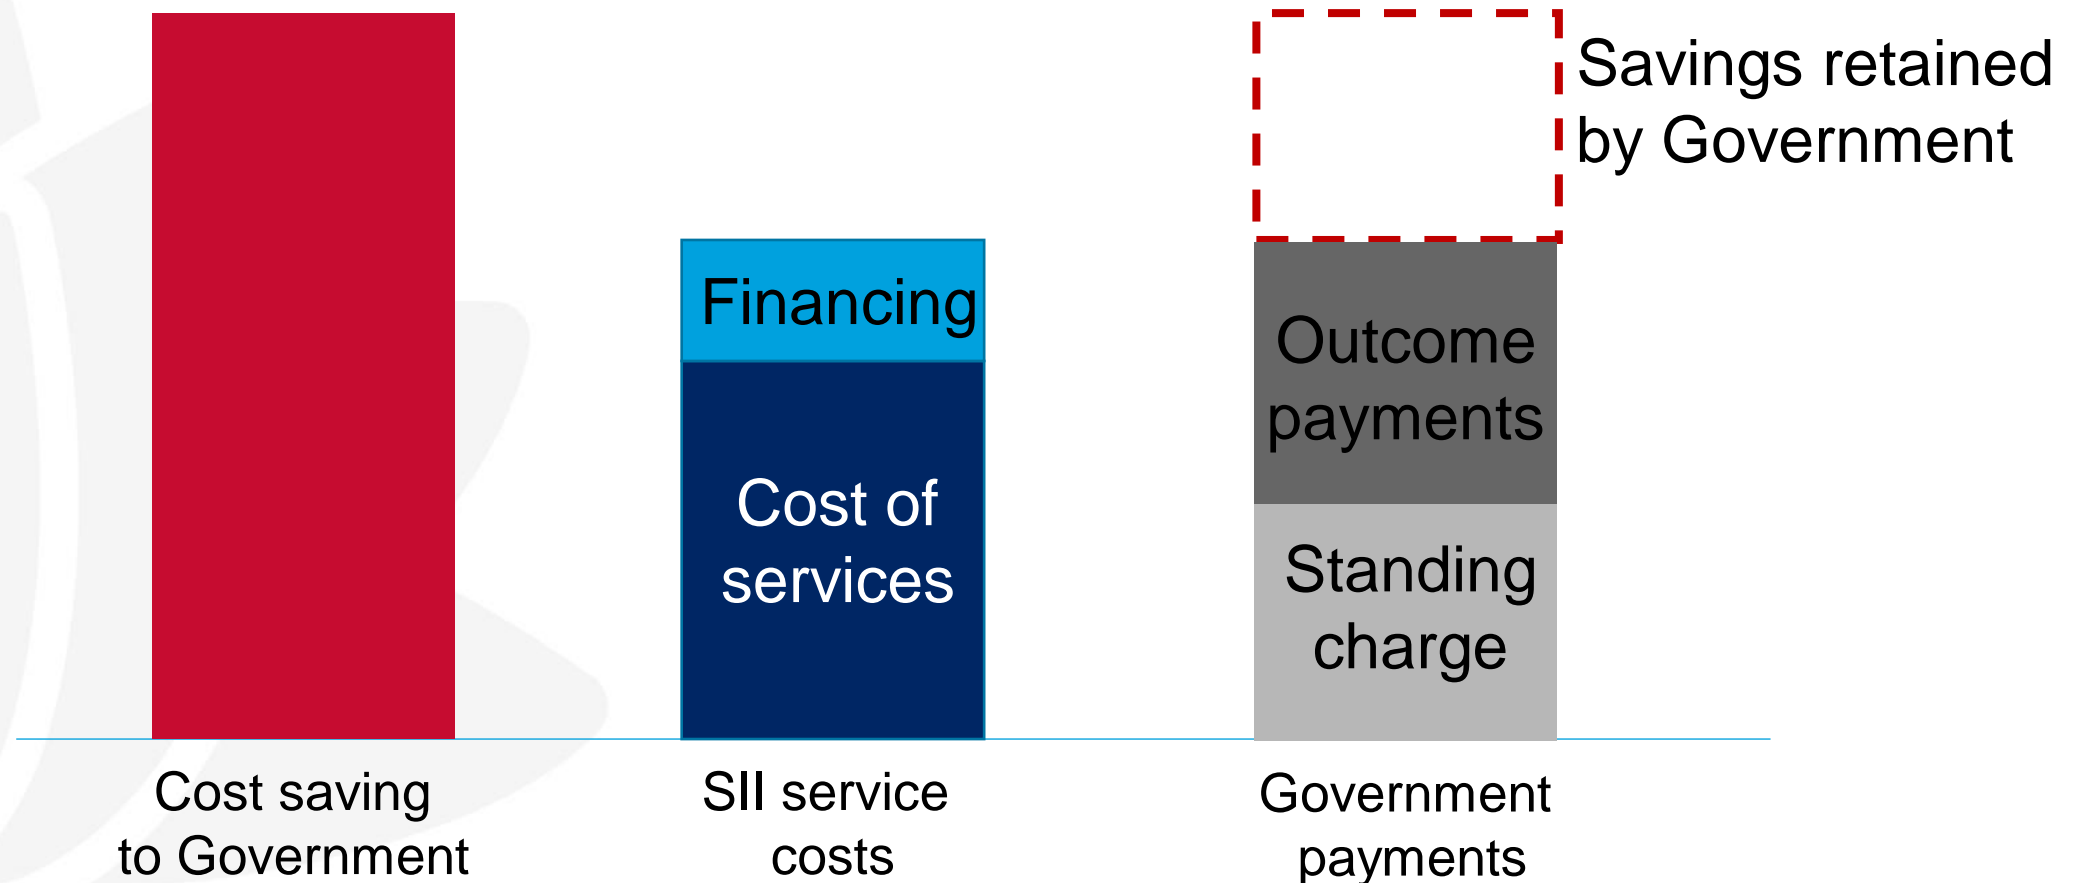 Savings retained
by Government
Financing
Outcome
payments
Cost of
services
Standing
charge
Cost saving
to Government
SII service
costs
Government
payments